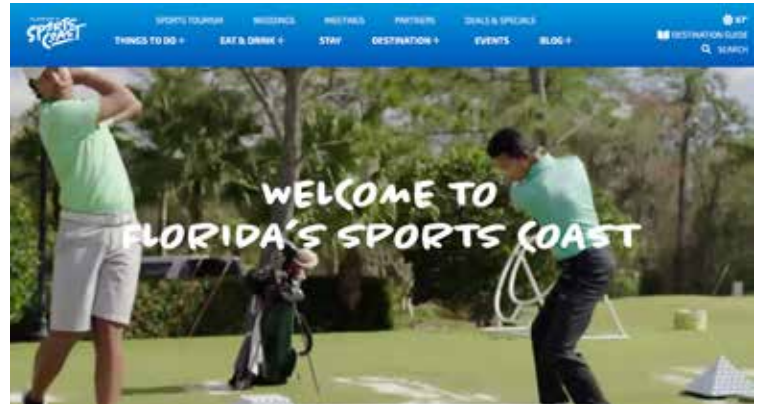 SPORTS COAST
SPORTS TOURISM WEDDINGS MEETINGS PARTNERS DEALS & SPECIALS
THINGS TO DO + EAT & DRINK + STAY DESTINATION + EVENTS BLOG +
67°
DESTINATION GUIDE
SEARCH
WELCOME TO
FLORIDA'S SPORTS COAST